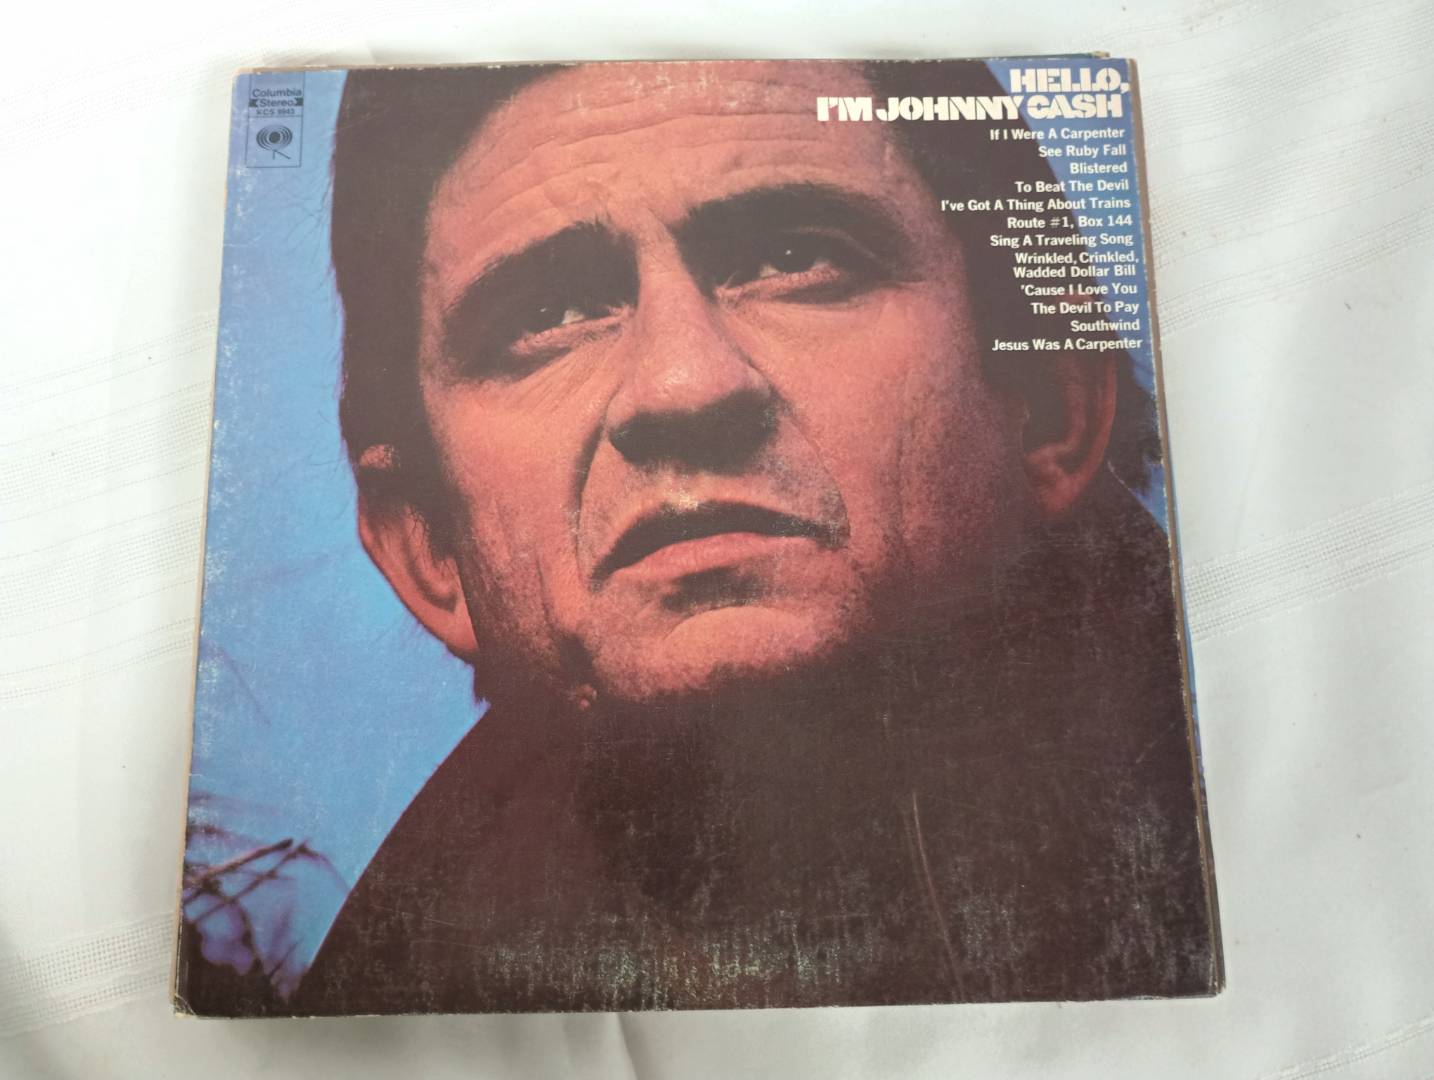 Columbia
Stereo
KCS 9943
HELLO,
I'M JOHNNY CASH
If I Were A Carpenter
See Ruby Fall
Blistered
To Beat The Devil
I've Got A Thing About Trains
Route #1, Box 144
Sing A Traveling Song
Wrinkled, Crinkled,
Wadded Dollar Bill
'Cause I Love You
The Devil To Pay
Southwind
Jesus Was A Carpenter